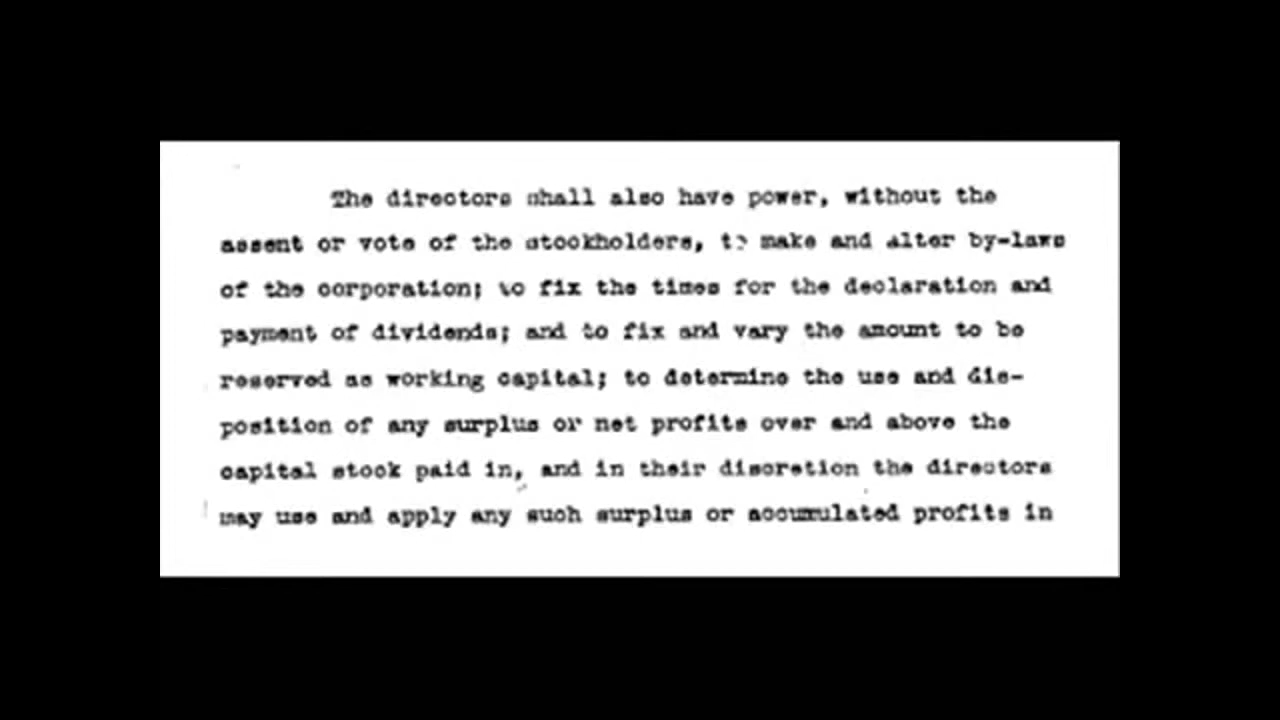 The directors shall also have power, without the
assent or vote of the stockholders, to make and alter by-laws
of the corporation; to fix the times for the declaration and
payment of dividends; and to fix and vary the amount to be
reserved as working capital; to determine the use and dis-
position of any surplus or net profits over and above the
capital stock paid in, and in their discretion the directors
may use and apply any such surplus or accumulated profits in